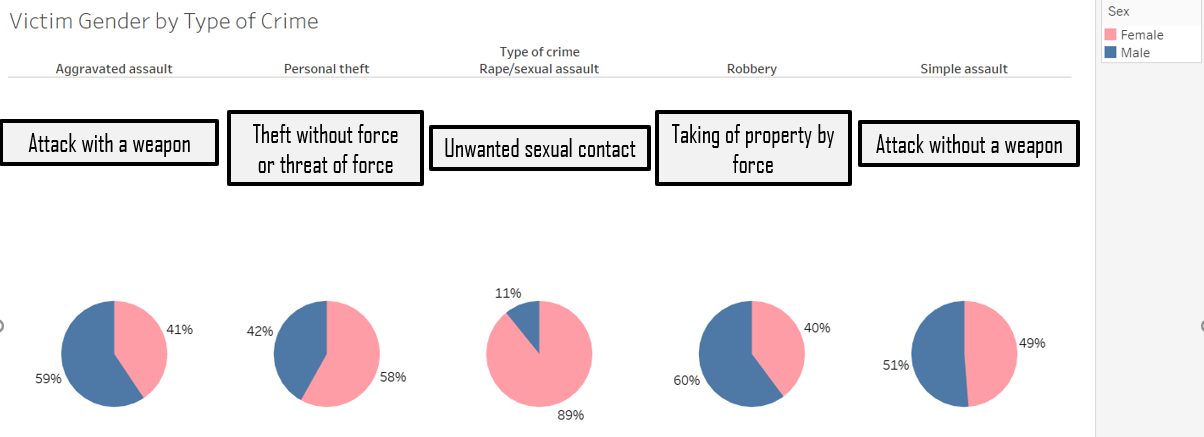 Victim Gender by Type of Crime
Sex
Female
Male
Type of crime
Aggravated assault
Personal theft
Rape/sexual assault
Robbery
Simple assault
Attack with a weapon
Theft without force
or threat of force
Unwanted sexual contact
Taking of property by
force
Attack without a weapon
41%
59%
42%
58%
11%
89%
40%
60%
49%
51%